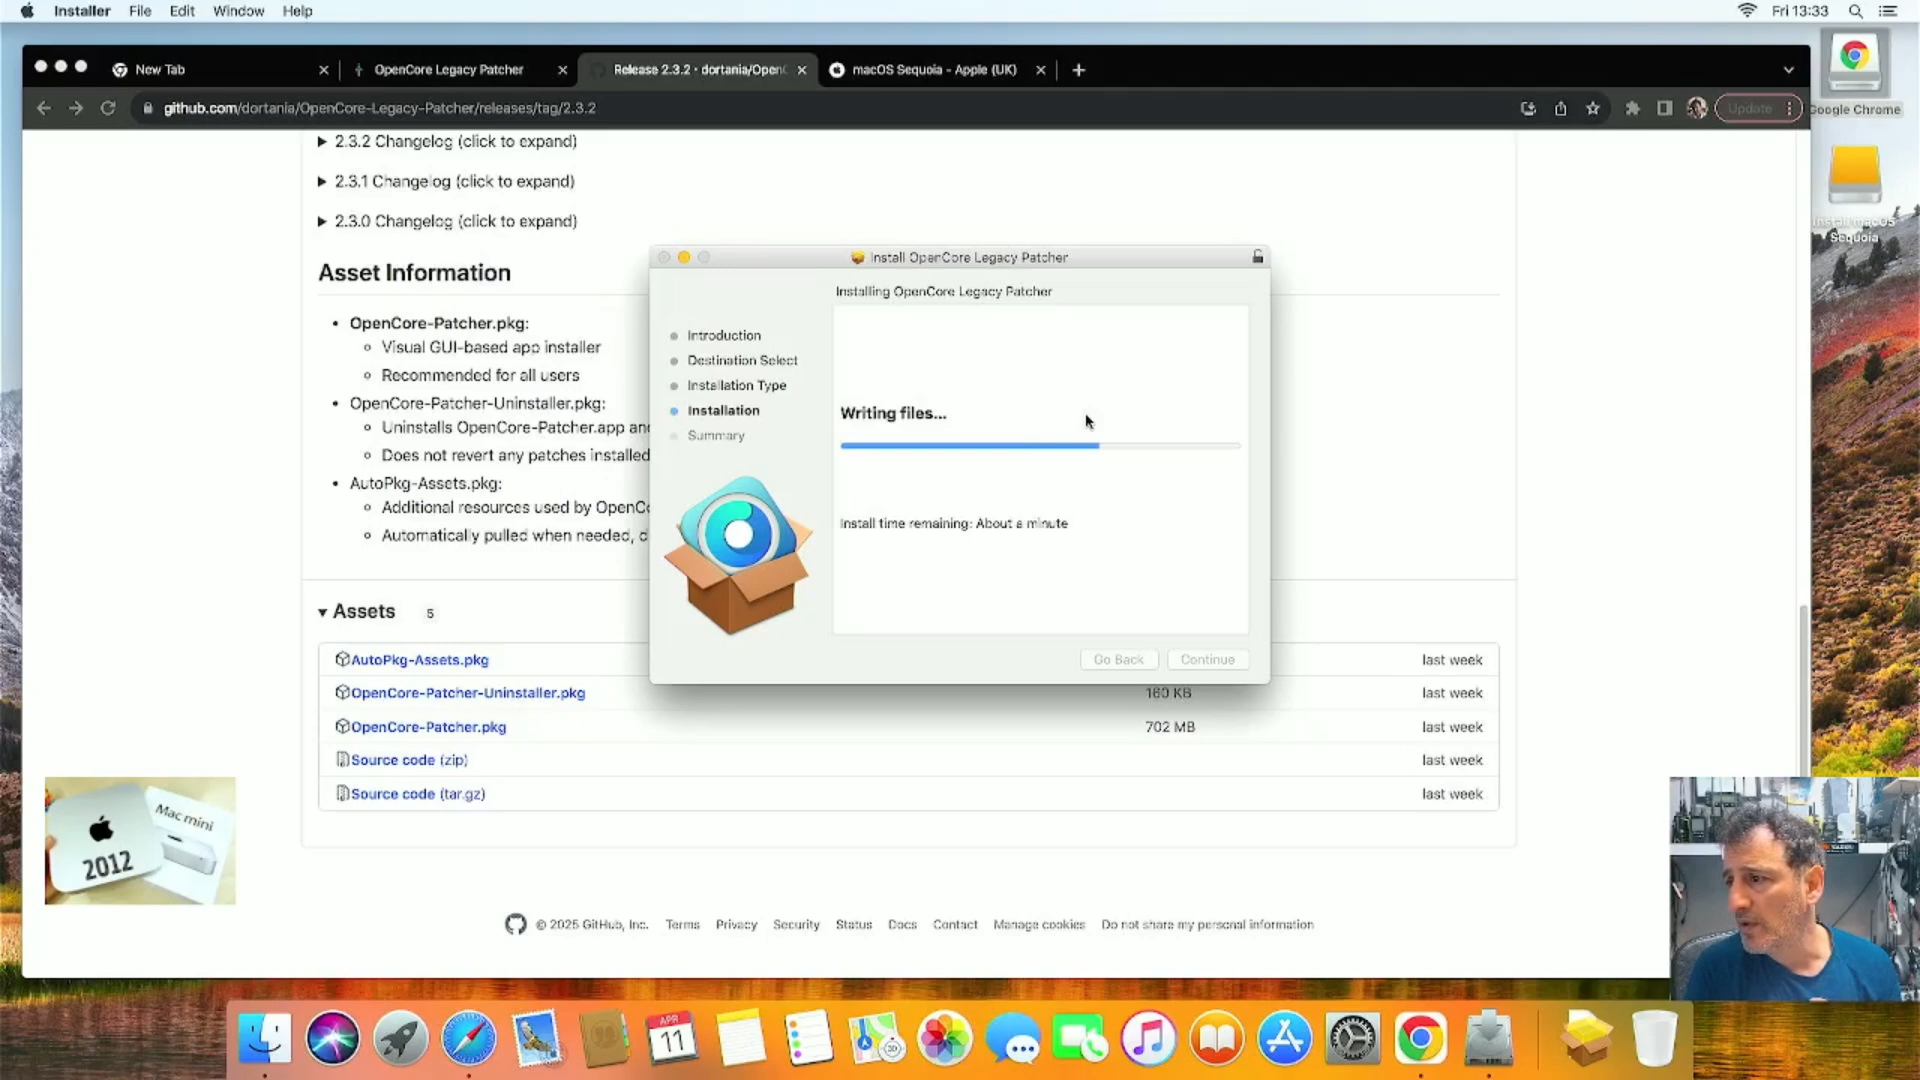 Installer File Edit Window Help
Fri 13:33
New Tab
OpenCore Legacy Patcher
Release 2.3.2 · dortania/OpenC
macOS Sequoia - Apple (UK)
github.com/dortania/OpenCore-Legacy-Patcher/releases/tag/2.3.2
Update
Google Chrome
Install macOS
Sequoia
2.3.2 Changelog (click to expand)
2.3.1 Changelog (click to expand)
2.3.0 Changelog (click to expand)
Asset Information
• OpenCore-Patcher.pkg:
Visual GUI-based app installer
Recommended for all users
• OpenCore-Patcher-Uninstaller.pkg:
Uninstalls OpenCore-Patcher.app an
Does not revert any patches installed
• AutoPkg-Assets.pkg:
Additional resources used by OpenC
Automatically pulled when needed, d
Install OpenCore Legacy Patcher
Installing OpenCore Legacy Patcher
Introduction
Destination Select
Installation Type
Installation
Summary
Writing files...
Install time remaining: About a minute
Go Back
Continue
Assets 5
AutoPkg-Assets.pkg last week
OpenCore-Patcher-Uninstaller.pkg 160 KB last week
OpenCore-Patcher.pkg 702 MB last week
Source code (zip) last week
Source code (tar.gz) last week
Mac mini
2012
© 2025 GitHub, Inc. Terms Privacy Security Status Docs Contact Manage cookies Do not share my personal information
APR
11